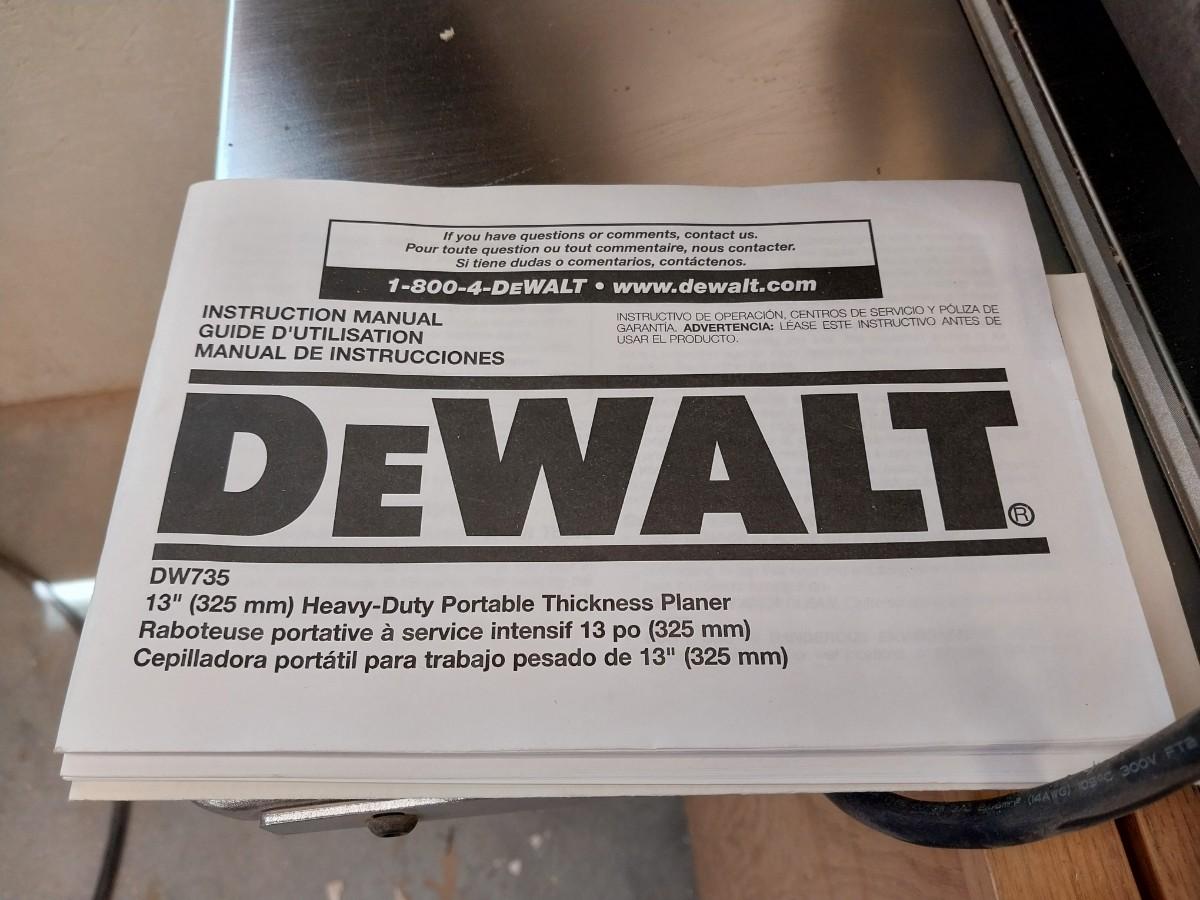 If you have questions or comments, contact us.
Pour toute question ou tout commentaire, nous contacter.
Si tiene dudas o comentarios, contáctenos.
1-800-4-DEWALT • www.dewalt.com
INSTRUCTION MANUAL
GUIDE D'UTILISATION
MANUAL DE INSTRUCCIONES
INSTRUCTIVO DE OPERACIÓN, CENTROS DE SERVICIO Y PÓLIZA DE
GARANTÍA. ADVERTENCIA: LÉASE ESTE INSTRUCTIVO ANTES DE
USAR EL PRODUCTO.
DEWALT®
DW735
13" (325 mm) Heavy-Duty Portable Thickness Planer
Raboteuse portative à service intensif 13 po (325 mm)
Cepilladora portátil para trabajo pesado de 13" (325 mm)
(14AWG) 105°C 300V FT2